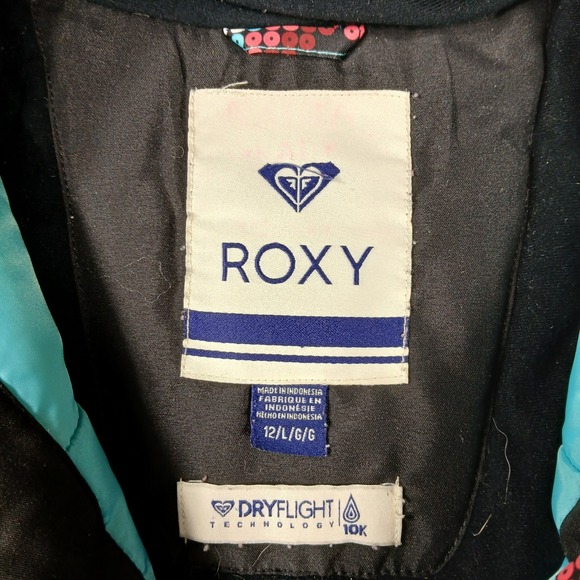 ROXY
MADE IN INDONESIA
FABRIQUE EN
INDONÉSIE
HECHO EN INDONESIA
12/L/G/G
DRYFLIGHT
TECHNOLOGY
10K